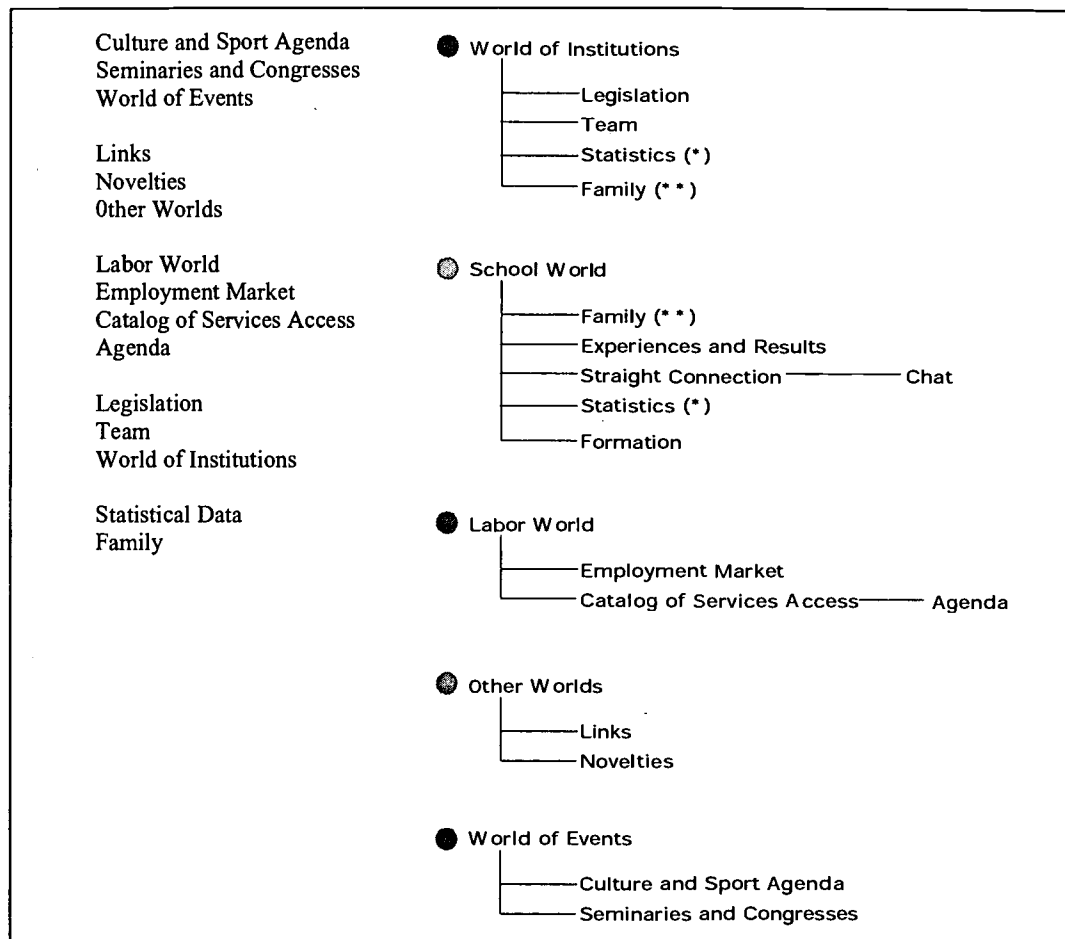 Culture and Sport Agenda
Seminaries and Congresses
World of Events
Links
Novelties
Other Worlds
Labor World
Employment Market
Catalog of Services Access
Agenda
Legislation
Team
World of Institutions
Statistical Data
Family
World of Institutions
Legislation
Team
Statistics (*)
Family (**)
School World
Family (**)
Experiences and Results
Straight Connection Chat
Statistics (*)
Formation
Labor World
Employment Market
Catalog of Services Access Agenda
Other Worlds
Links
Novelties
World of Events
Culture and Sport Agenda
Seminaries and Congresses